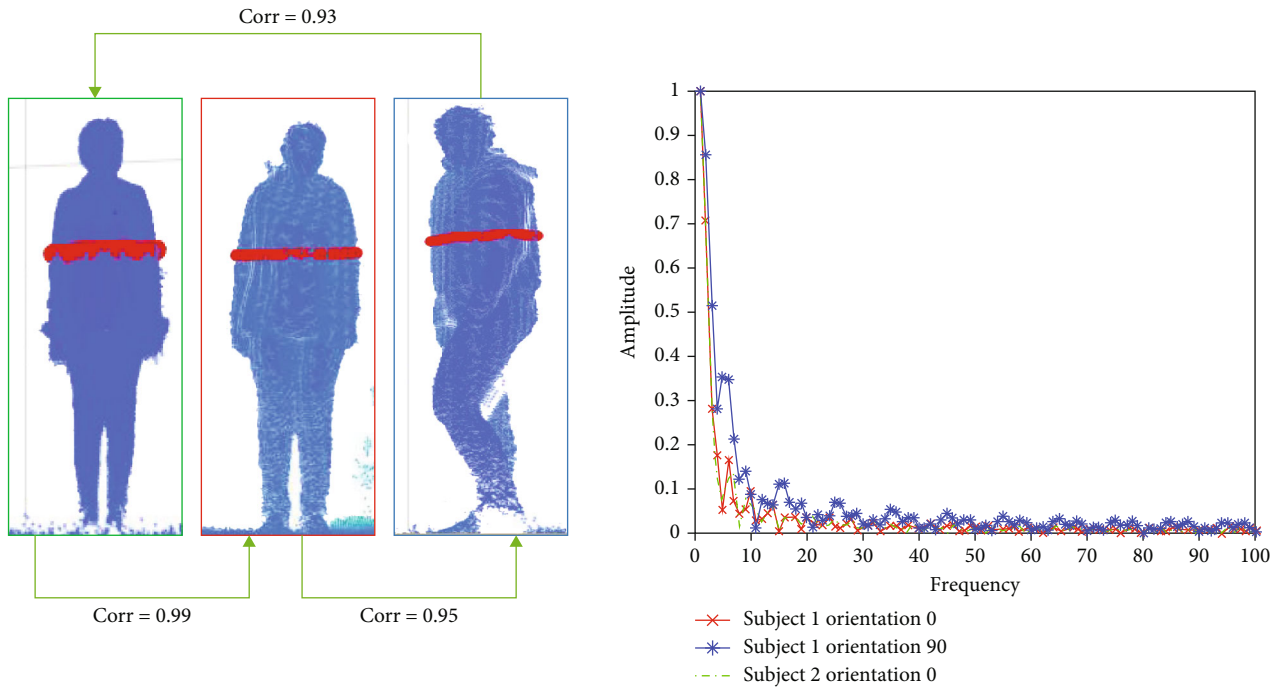 Corr = 0.93
Corr = 0.99
Corr = 0.95
1
0.9
0.8
0.7
0.6
0.5
0.4
0.3
0.2
0.1
0
Amplitude
0 10 20 30 40 50 60 70 80 90 100
Frequency
Subject 1 orientation 0
Subject 1 orientation 90
Subject 2 orientation 0